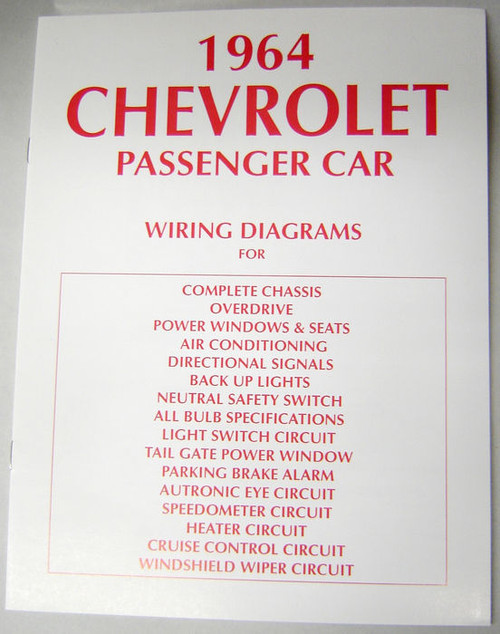 1964
CHEVROLET
PASSENGER CAR
WIRING DIAGRAMS
FOR
COMPLETE CHASSIS
OVERDRIVE
POWER WINDOWS & SEATS
AIR CONDITIONING
DIRECTIONAL SIGNALS
BACK UP LIGHTS
NEUTRAL SAFETY SWITCH
ALL BULB SPECIFICATIONS
LIGHT SWITCH CIRCUIT
TAIL GATE POWER WINDOW
PARKING BRAKE ALARM
AUTRONIC EYE CIRCUIT
SPEEDOMETER CIRCUIT
HEATER CIRCUIT
CRUISE CONTROL CIRCUIT
WINDSHIELD WIPER CIRCUIT